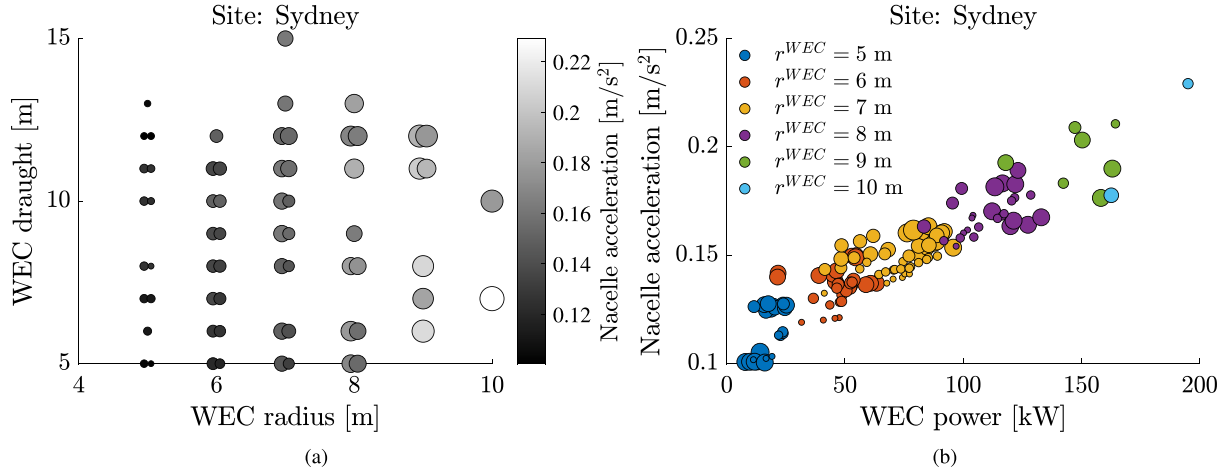 Site: Sydney
15
10
5
4
6
8
10
WEC draught [m]
WEC radius [m]
0.22
0.2
0.18
0.16
0.14
0.12
Nacelle acceleration [m/s²]
(a)
Site: Sydney
0.25
0.2
0.15
0.1
0
50
100
150
200
Nacelle acceleration [m/s²]
WEC power [kW]
r^{WEC} = 5 m
r^{WEC} = 6 m
r^{WEC} = 7 m
r^{WEC} = 8 m
r^{WEC} = 9 m
r^{WEC} = 10 m
(b)